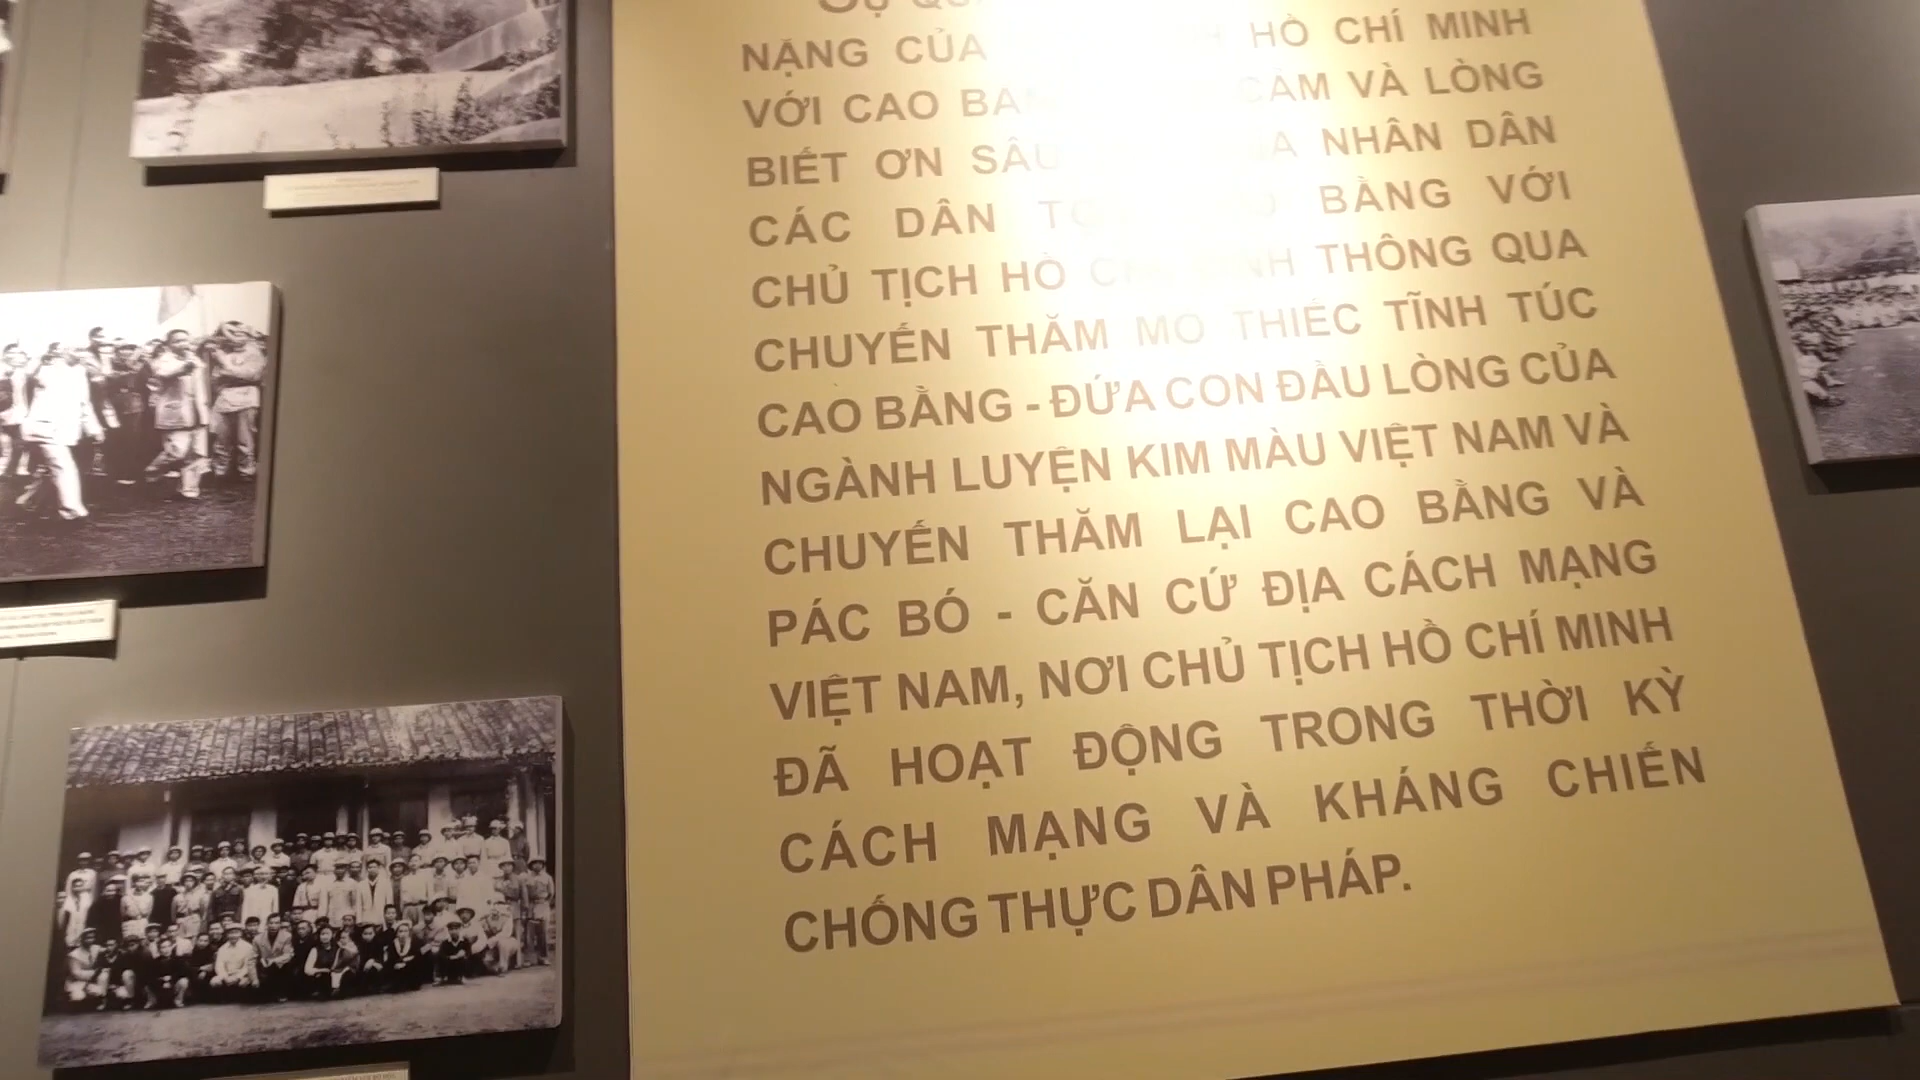 NẶNG CỦA HỒ CHÍ MINH
VỚI CAO CẢM VÀ LÒNG
BIẾT ƠN NHÂN DÂN
CÁC DÂN BẰNG VỚI
CHỦ TỊCH HỒ THÔNG QUA
CHUYẾN THĂM MỎ THIẾC TĨNH TÚC
CAO BẰNG - ĐỨA CON ĐẦU LÒNG CỦA
NGÀNH LUYỆN KIM MÀU VIỆT NAM VÀ
CHUYẾN THĂM LẠI CAO BẰNG VÀ
PÁC BÓ - CĂN CỨ ĐỊA CÁCH MẠNG
VIỆT NAM, NƠI CHỦ TỊCH HỒ CHÍ MINH
ĐÃ HOẠT ĐỘNG TRONG THỜI KỲ
CÁCH MẠNG VÀ KHÁNG CHIẾN
CHỐNG THỰC DÂN PHÁP.